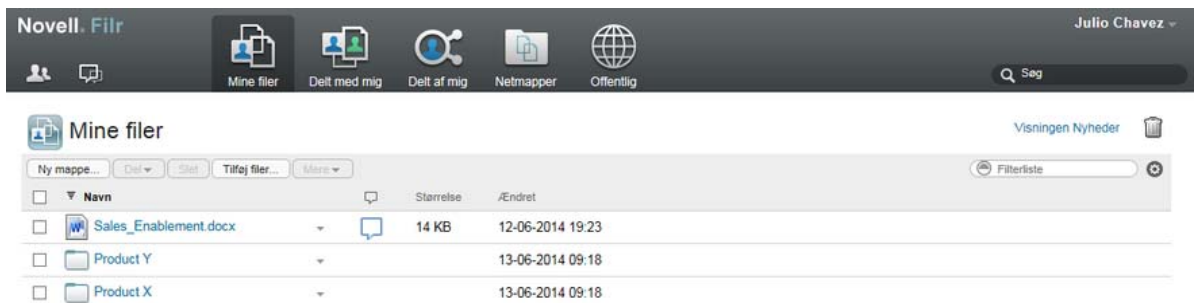 Novell. Filr
Julio Chavez
Mine filer
Delt med mig
Delt af mig
Netmapper
Offentlig
Søg
Mine filer
Visningen Nyheder
Ny mappe... Del Slet Tilføj filer... Mere Filterliste
Navn Størrelse Ændret
Sales_Enablement.docx 14 KB 12-06-2014 19:23
Product Y 13-06-2014 09:18
Product X 13-06-2014 09:18